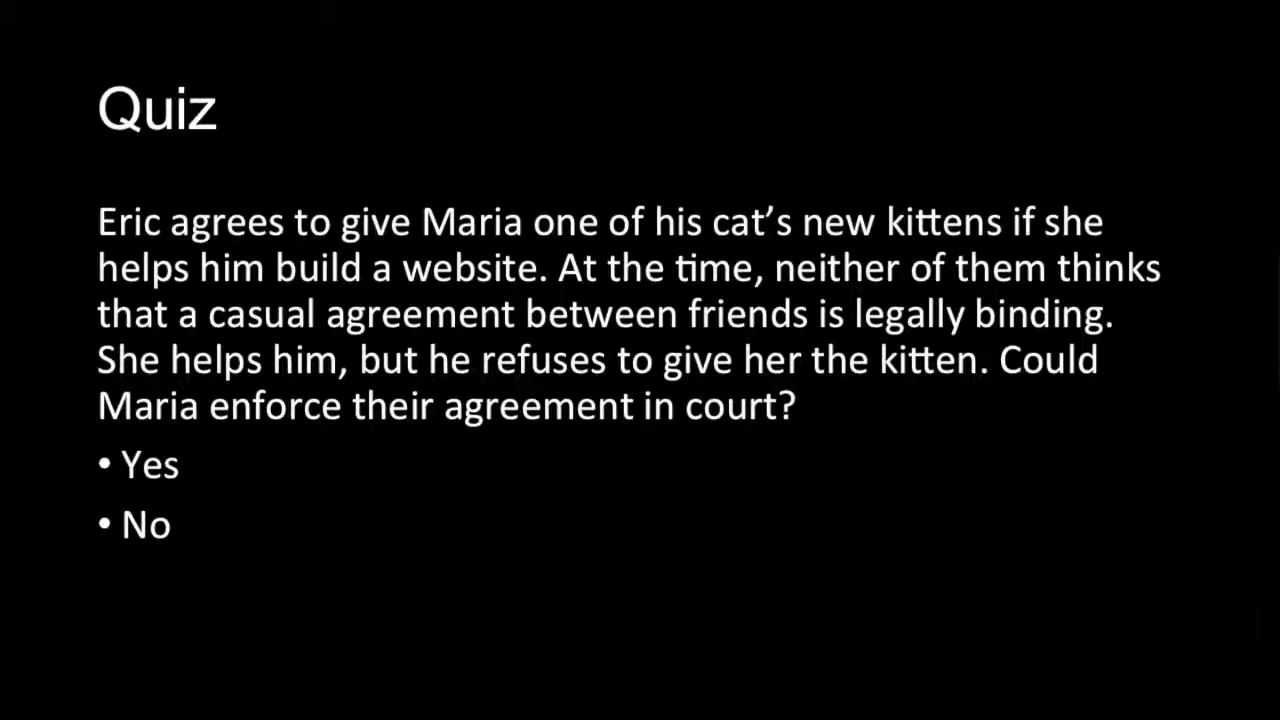 Quiz
Eric agrees to give Maria one of his cat’s new kittens if she
helps him build a website. At the time, neither of them thinks
that a casual agreement between friends is legally binding.
She helps him, but he refuses to give her the kitten. Could
Maria enforce their agreement in court?
• Yes
• No